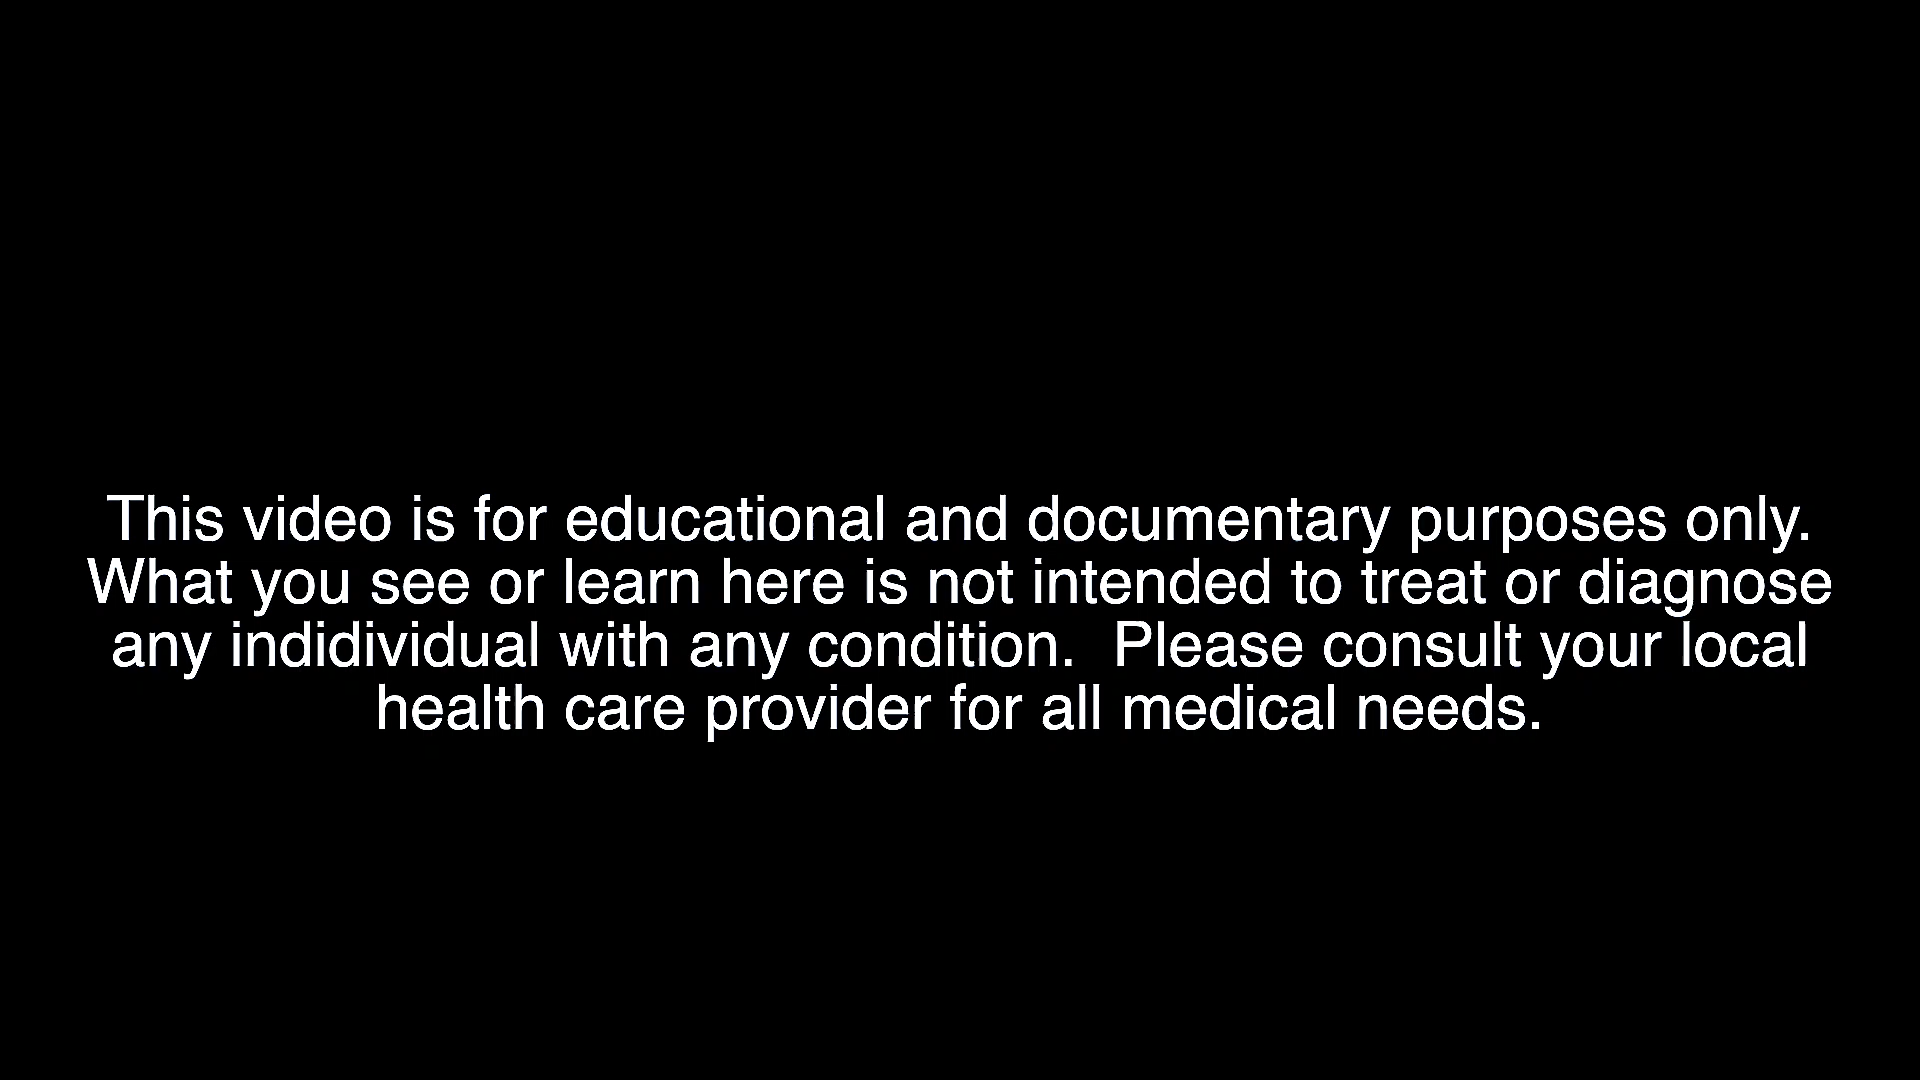 This video is for educational and documentary purposes only.
What you see or learn here is not intended to treat or diagnose
any indidividual with any condition.  Please consult your local
health care provider for all medical needs.